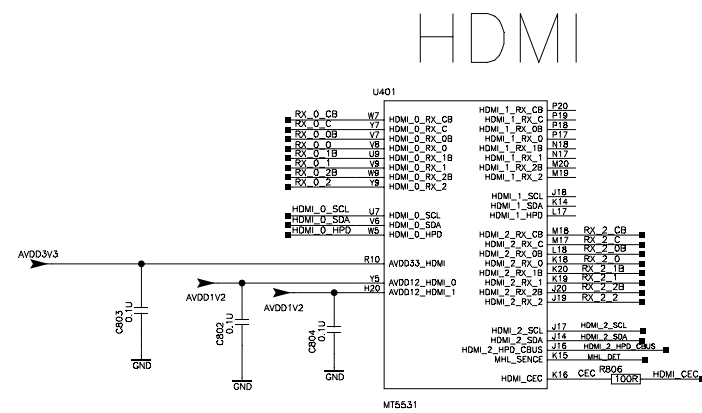 HDMI
U401
RX_0_CB W7 HDMI_0_RX_CB HDMI_1_RX_CB P20
RX_0_C Y7 HDMI_0_RX_C HDMI_1_RX_C P19
RX_0_0B V7 HDMI_0_RX_0B HDMI_1_RX_0B P18
RX_0_0 V8 HDMI_0_RX_0 HDMI_1_RX_0 P17
RX_0_1B U9 HDMI_0_RX_1B HDMI_1_RX_1B N18
RX_0_1 V9 HDMI_0_RX_1 HDMI_1_RX_1 N17
RX_0_2B W9 HDMI_0_RX_2B HDMI_1_RX_2B M20
RX_0_2 Y9 HDMI_0_RX_2 HDMI_1_RX_2 M19
HDMI_1_SCL J18
HDMI_1_SDA K14
HDMI_1_HPD L17
HDMI_0_SCL U7 HDMI_0_SCL
HDMI_0_SDA V6 HDMI_0_SDA
HDMI_0_HPD W5 HDMI_0_HPD
HDMI_2_RX_CB M18 RX_2_CB
HDMI_2_RX_C M17 RX_2_C
HDMI_2_RX_0B L18 RX_2_0B
HDMI_2_RX_0 K18 RX_2_0
HDMI_2_RX_1B K20 RX_2_1B
HDMI_2_RX_1 K19 RX_2_1
HDMI_2_RX_2B J20 RX_2_2B
HDMI_2_RX_2 J19 RX_2_2
AVDD3V3 R10 AVDD33_HDMI
AVDD1V2 Y5 AVDD12_HDMI_0
AVDD1V2 H20 AVDD12_HDMI_1
C803 0.1U
C802 0.1U
C804 0.1U
GND
GND
GND
HDMI_2_SCL J17 HDMI_2_SCL
HDMI_2_SDA J14 HDMI_2_SDA
HDMI_2_HPD_CBUS J16 HDMI_2_HPD_CBUS
MHL_SENCE K15 MHL_DET
HDMI_CEC K16 CEC R806 100R HDMI_CEC
MT5531